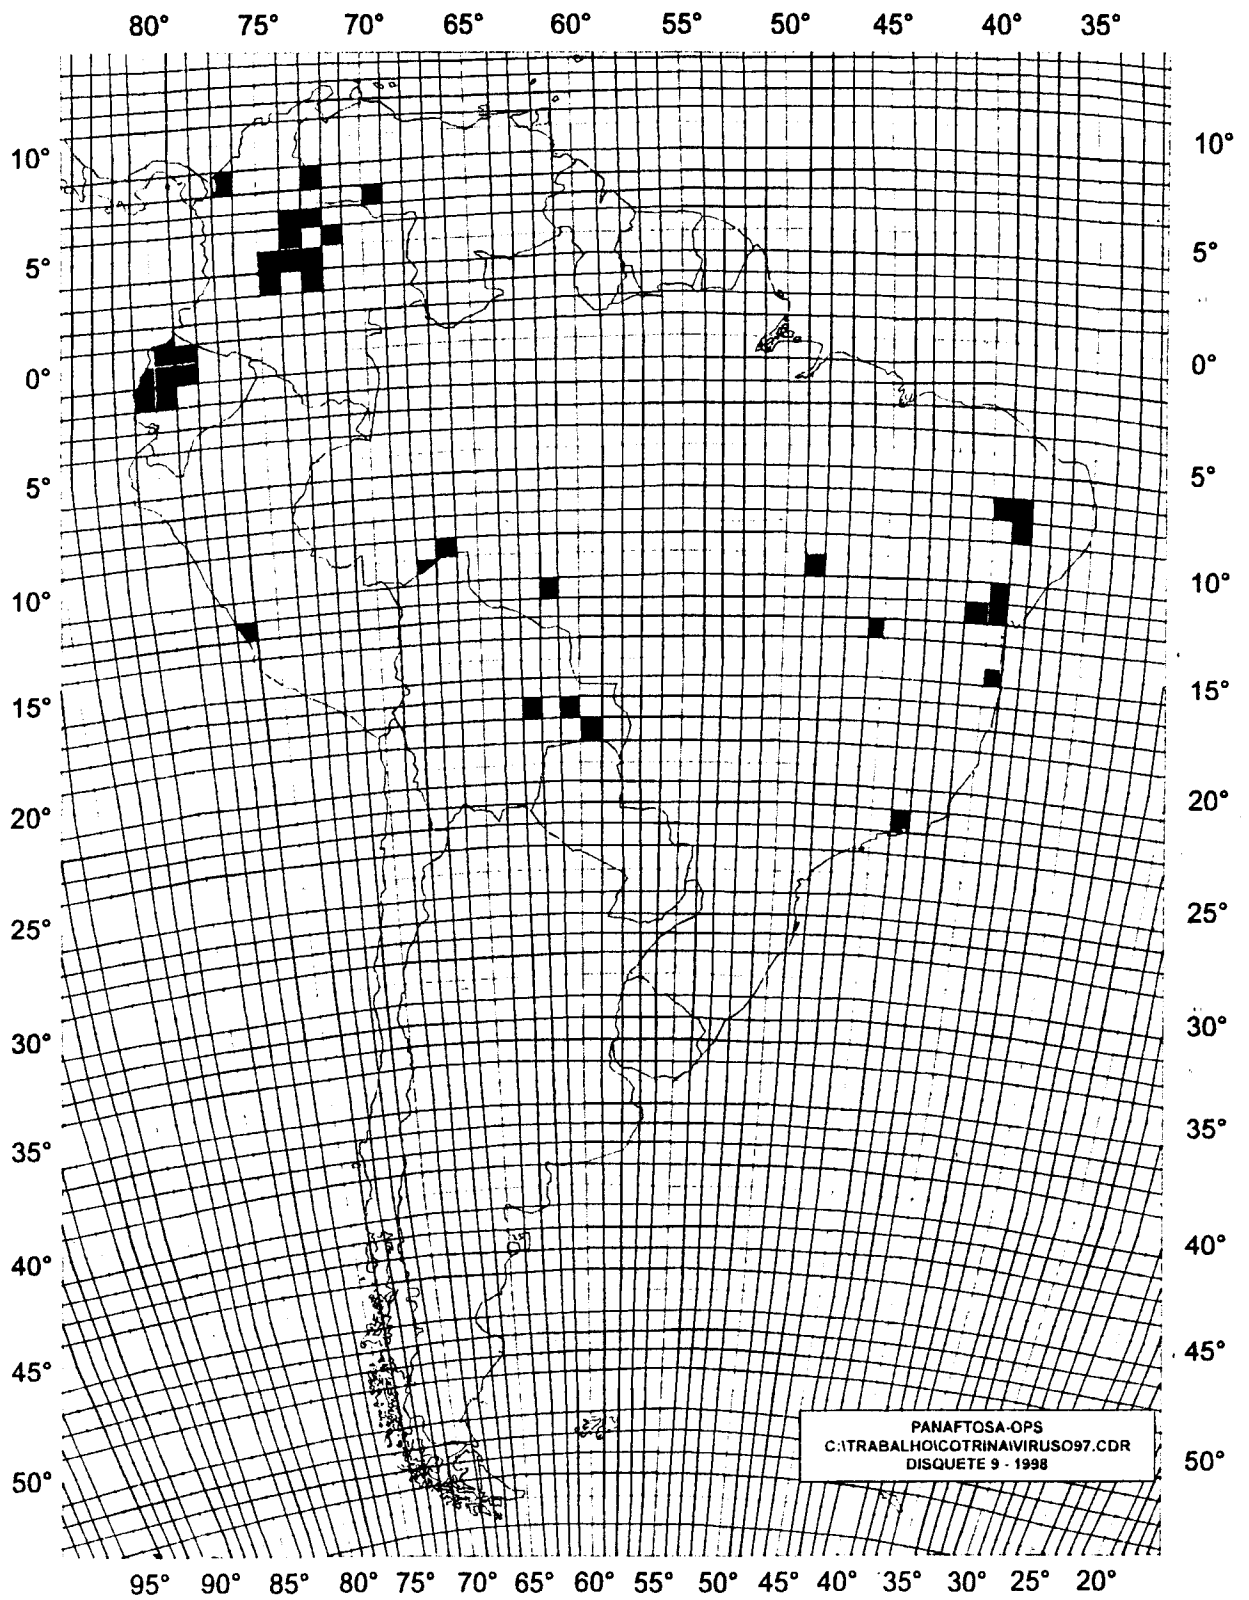 80° 75° 70° 65° 60° 55° 50° 45° 40° 35°
10° 10°
5° 5°
0° 0°
5° 5°
10° 10°
15° 15°
20° 20°
25° 25°
30° 30°
35° 35°
40° 40°
45° 45°
50° 50°
PANAFTOSA-OPS
C:\TRABALHO\COTRINA\VIRUSO97.CDR
DISQUETE 9 - 1998
95° 90° 85° 80° 75° 70° 65° 60° 55° 50° 45° 40° 35° 30° 25° 20°